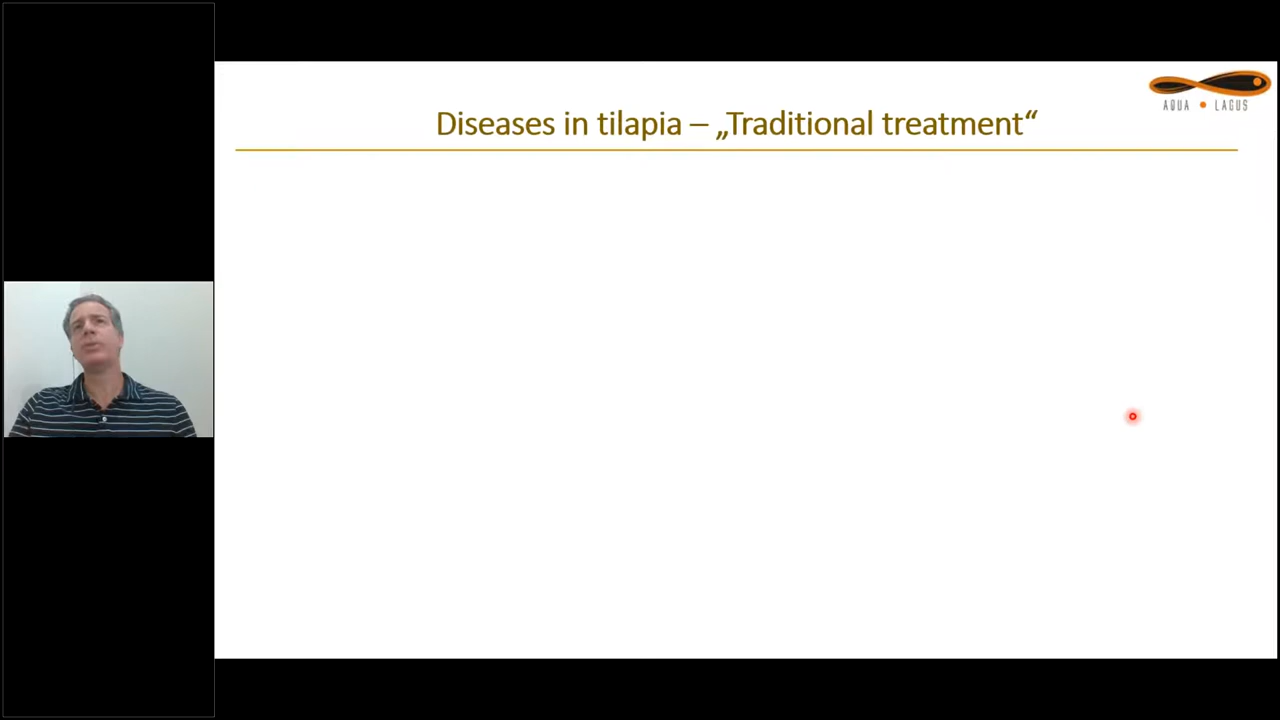 Diseases in tilapia – „Traditional treatment“
AQUA • LAGUS